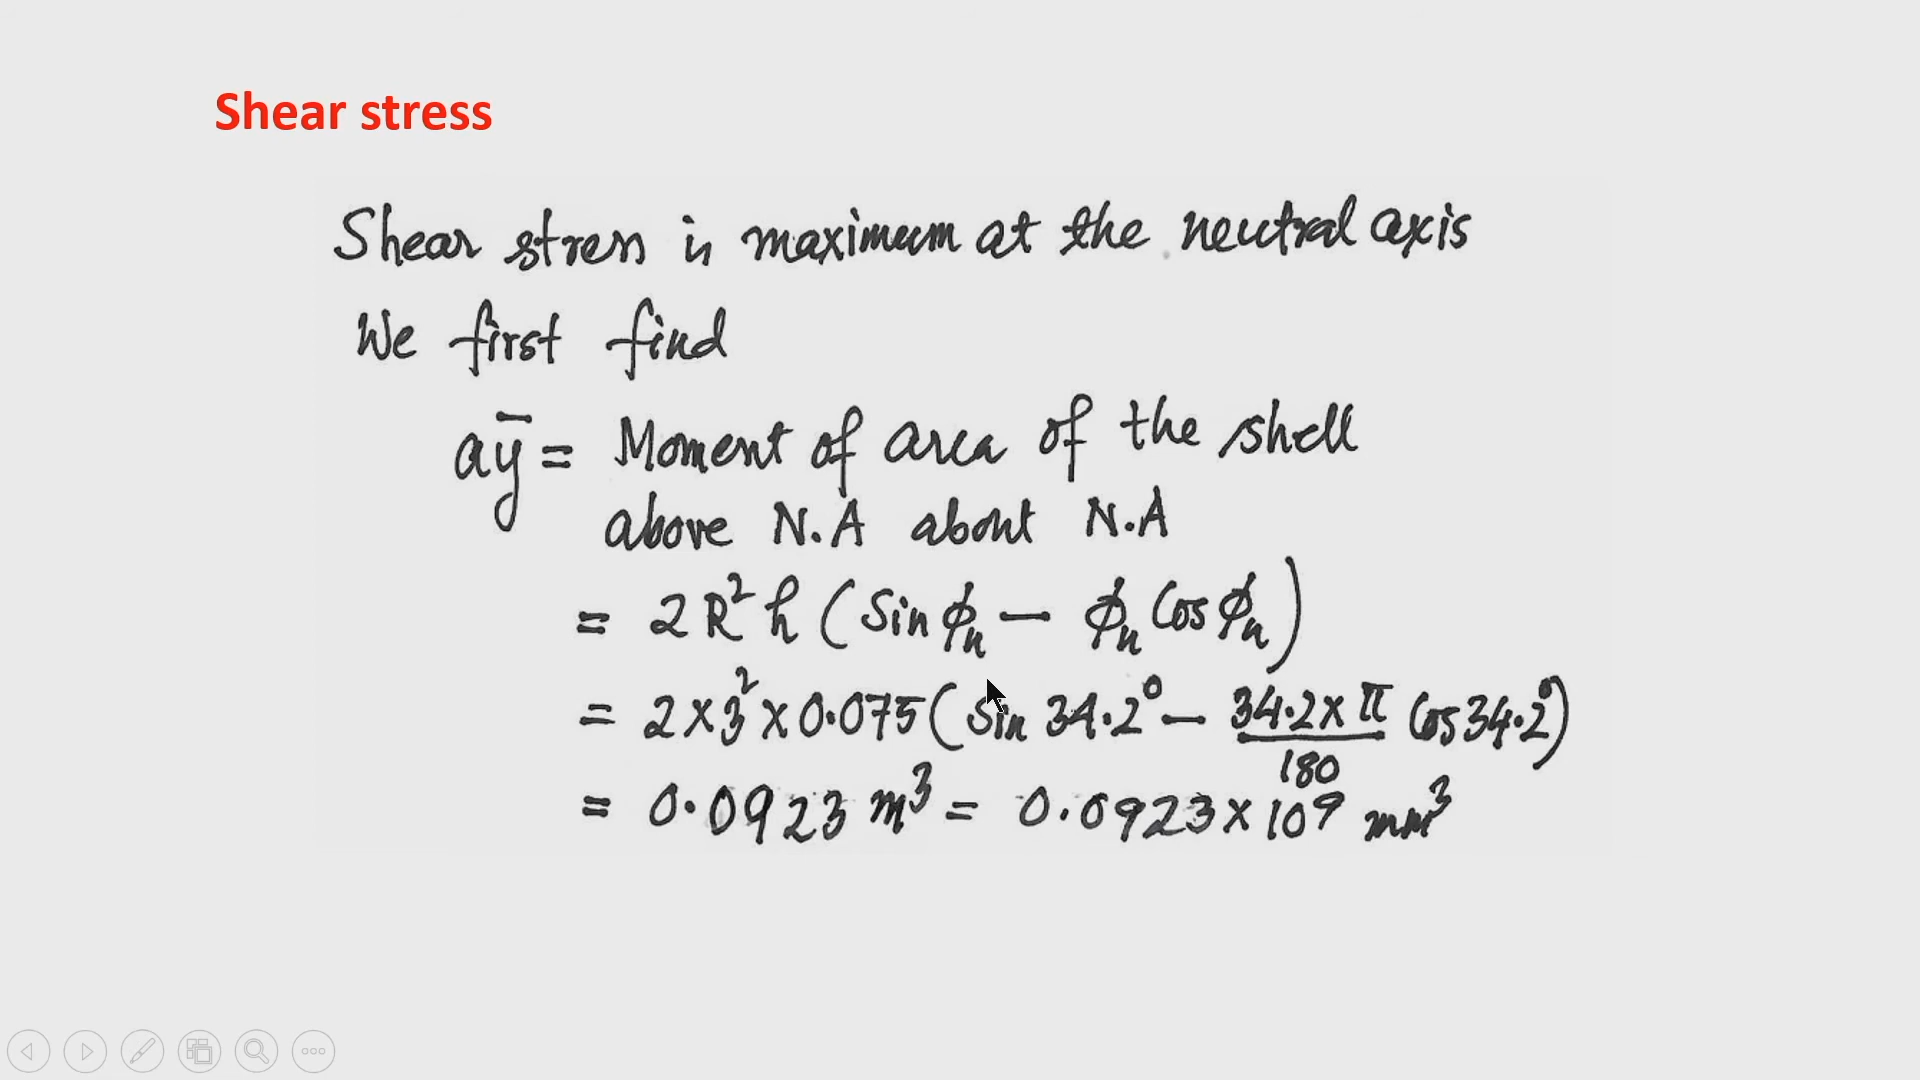 Shear stress
Shear stress is maximum at the neutral axis
We first find
aȳ = Moment of area of the shell
above N.A about N.A
= 2R²h (Sin ϕₙ − ϕₙ Cos ϕₙ)
= 2×3²×0.075 (Sin 34.2⁰ − 34.2×π/180 Cos 34.2⁰)
= 0.0923 m³ = 0.0923×10⁹ mm³